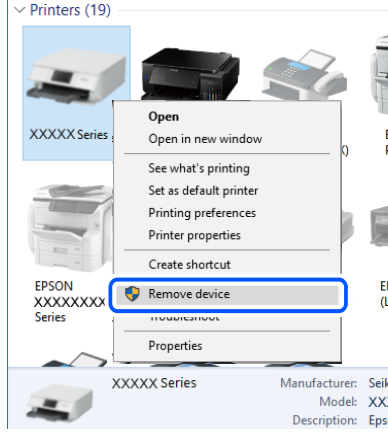 Printers (19)
XXXXX Series
Open
Open in new window
See what's printing
Set as default printer
Printing preferences
Printer properties
Create shortcut
Remove device
Troubleshoot
Properties
EPSON
XXXXXXXX
Series
XXXXX Series
Manufacturer:
Model:
Description: